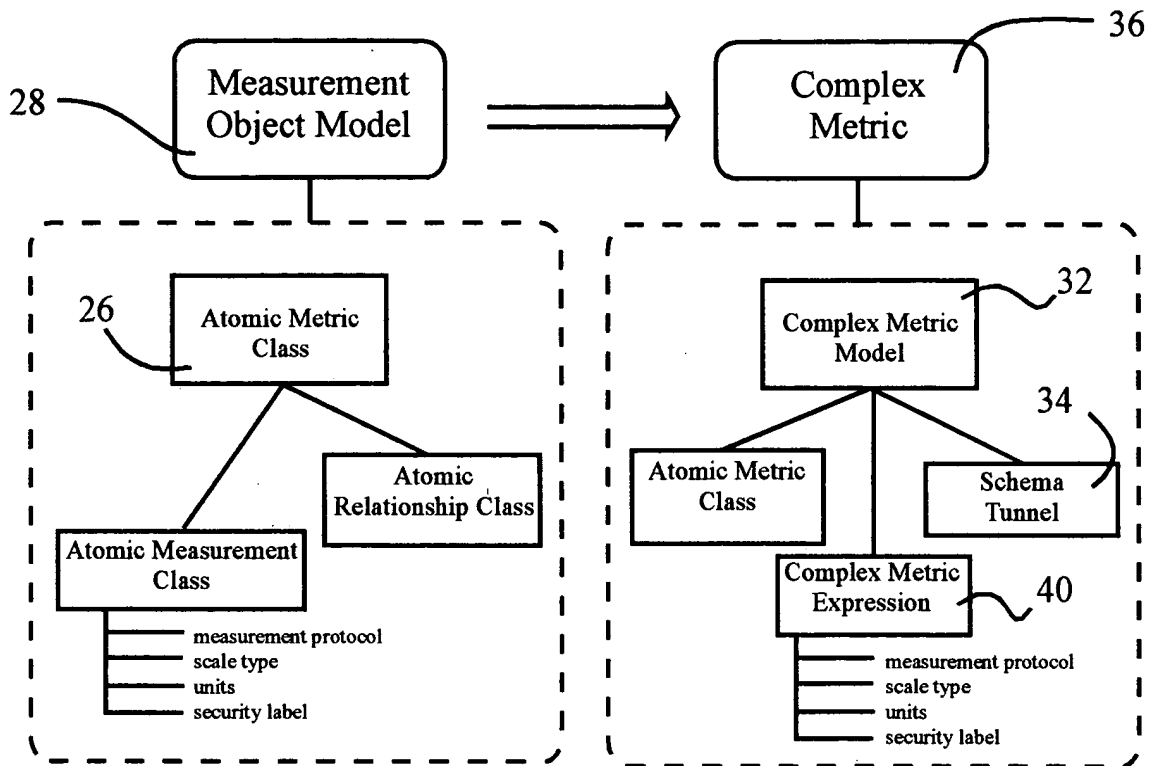 36
Measurement
Object Model
Complex
Metric
28
26
Atomic Metric
Class
32
Complex Metric
Model
34
Atomic
Relationship Class
Atomic Metric
Class
Schema
Tunnel
Atomic Measurement
Class
Complex Metric
Expression
40
measurement protocol
scale type
units
security label
measurement protocol
scale type
units
security label